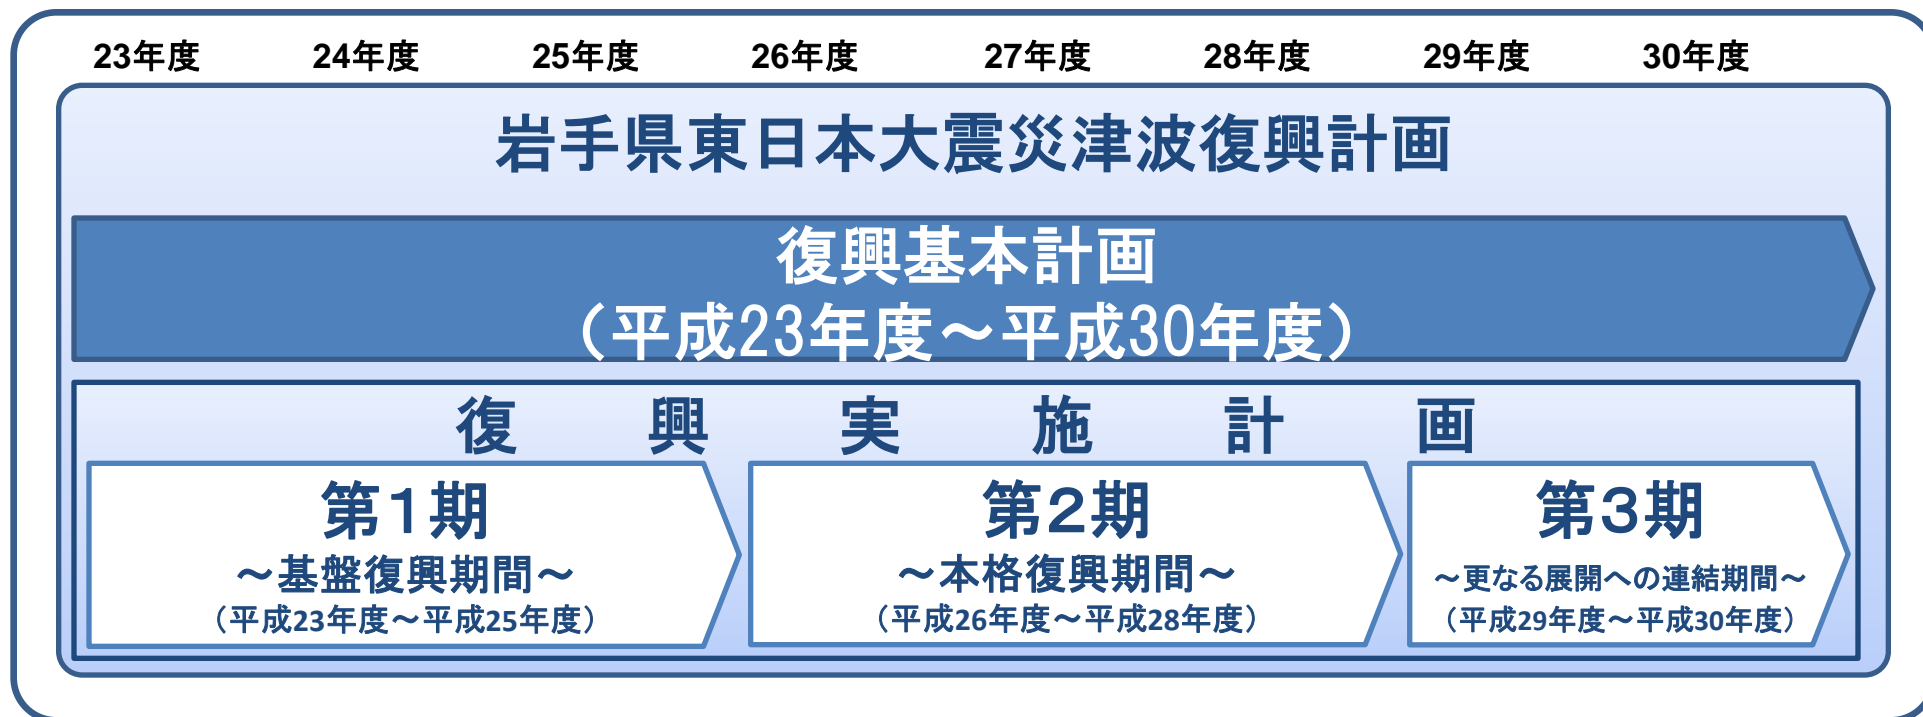 23年度 24年度 25年度 26年度 27年度 28年度 29年度 30年度
岩手県東日本大震災津波復興計画
復興基本計画
（平成23年度～平成30年度）
復興実施計画
第1期
～基盤復興期間～
（平成23年度～平成25年度）
第2期
～本格復興期間～
（平成26年度～平成28年度）
第3期
～更なる展開への連結期間～
（平成29年度～平成30年度）